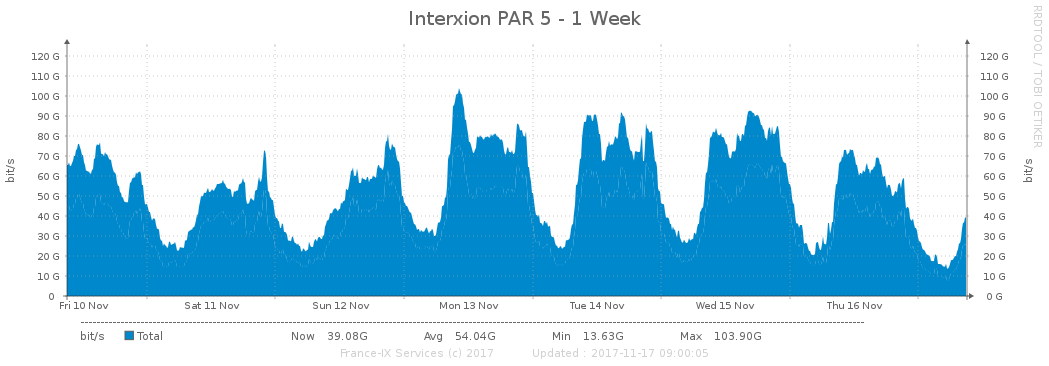 Interxion PAR 5 - 1 Week
RRDTOOL / TOBI OETIKER
bit/s
bit/s
120 G 120 G
110 G 110 G
100 G 100 G
90 G 90 G
80 G 80 G
70 G 70 G
60 G 60 G
50 G 50 G
40 G 40 G
30 G 30 G
20 G 20 G
10 G 10 G
0 0 G
Fri 10 Nov Sat 11 Nov Sun 12 Nov Mon 13 Nov Tue 14 Nov Wed 15 Nov Thu 16 Nov
bit/s Total Now 39.08G Avg 54.04G Min 13.63G Max 103.90G
France-IX Services (c) 2017 Updated : 2017-11-17 09:00:05